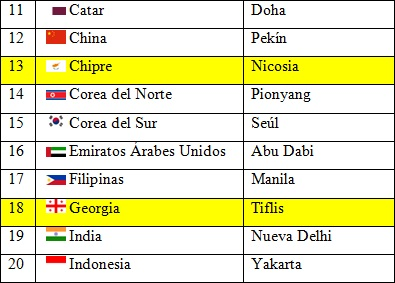 11 Catar Doha
12 China Pekín
13 Chipre Nicosia
14 Corea del Norte Pionyang
15 Corea del Sur Seúl
16 Emiratos Árabes Unidos Abu Dabi
17 Filipinas Manila
18 Georgia Tiflis
19 India Nueva Delhi
20 Indonesia Yakarta